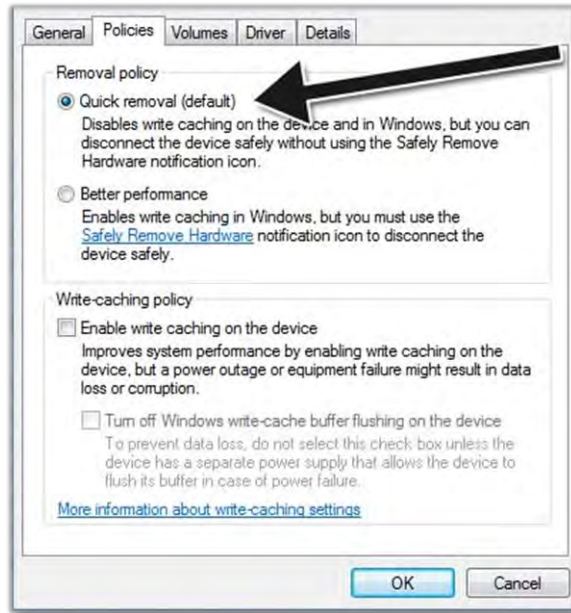 General Policies Volumes Driver Details
Removal policy
Quick removal (default)
Disables write caching on the device and in Windows, but you can
disconnect the device safely without using the Safely Remove
Hardware notification icon.
Better performance
Enables write caching in Windows, but you must use the
Safely Remove Hardware notification icon to disconnect the
device safely.
Write-caching policy
Enable write caching on the device
Improves system performance by enabling write caching on the
device, but a power outage or equipment failure might result in data
loss or corruption.
Turn off Windows write-cache buffer flushing on the device
To prevent data loss, do not select this check box unless the
device has a separate power supply that allows the device to
flush its buffer in case of power failure.
More information about write-caching settings
OK Cancel